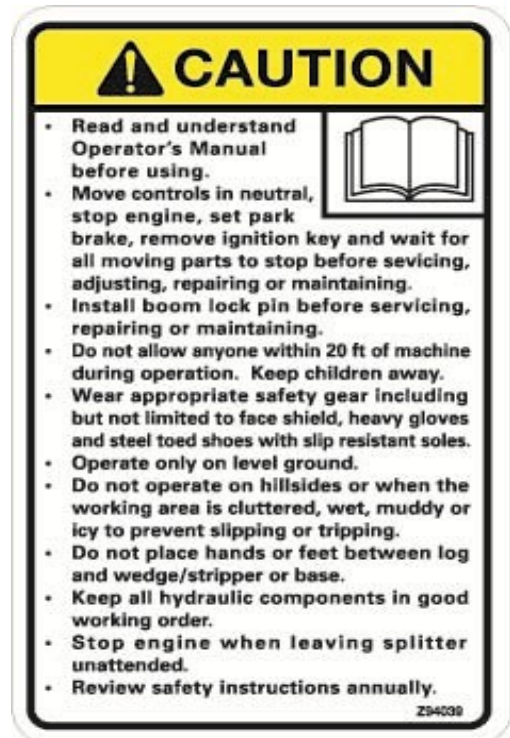 CAUTION
• Read and understand
Operator's Manual
before using.
• Move controls in neutral,
stop engine, set park
brake, remove ignition key and wait for
all moving parts to stop before sevicing,
adjusting, repairing or maintaining.
• Install boom lock pin before servicing,
repairing or maintaining.
• Do not allow anyone within 20 ft of machine
during operation. Keep children away.
• Wear appropriate safety gear including
but not limited to face shield, heavy gloves
and steel toed shoes with slip resistant soles.
• Operate only on level ground.
• Do not operate on hillsides or when the
working area is cluttered, wet, muddy or
icy to prevent slipping or tripping.
• Do not place hands or feet between log
and wedge/stripper or base.
• Keep all hydraulic components in good
working order.
• Stop engine when leaving splitter
unattended.
• Review safety instructions annually.
Z94039